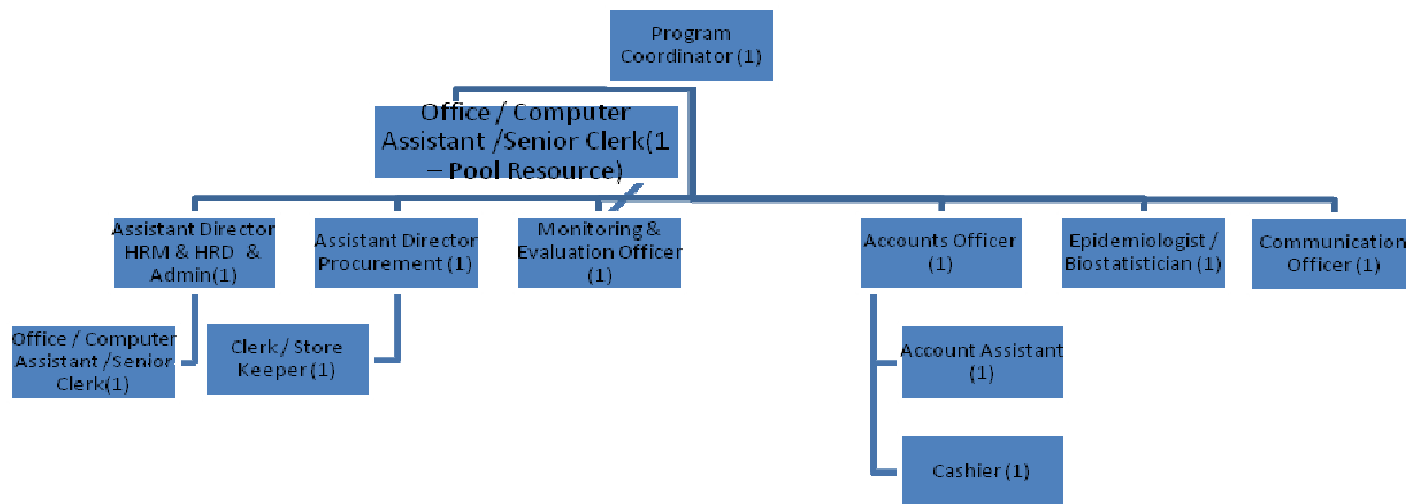 Program
Coordinator (1)
Office / Computer
Assistant /Senior Clerk(1
– Pool Resource)
Assistant Director
HRM & HRD & 
Admin(1)
Assistant Director
Procurement (1)
Monitoring &
Evaluation Officer
(1)
Accounts Officer
(1)
Epidemiologist /
Biostatistician (1)
Communication
Officer (1)
Office / Computer
Assistant /Senior
Clerk(1)
Clerk / Store
Keeper (1)
Account Assistant
(1)
Cashier (1)